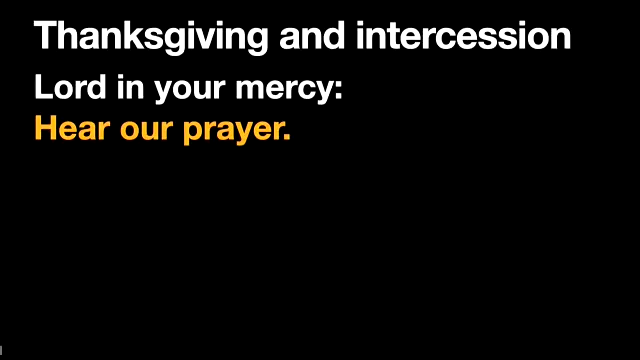 Thanksgiving and intercession
Lord in your mercy:
Hear our prayer.